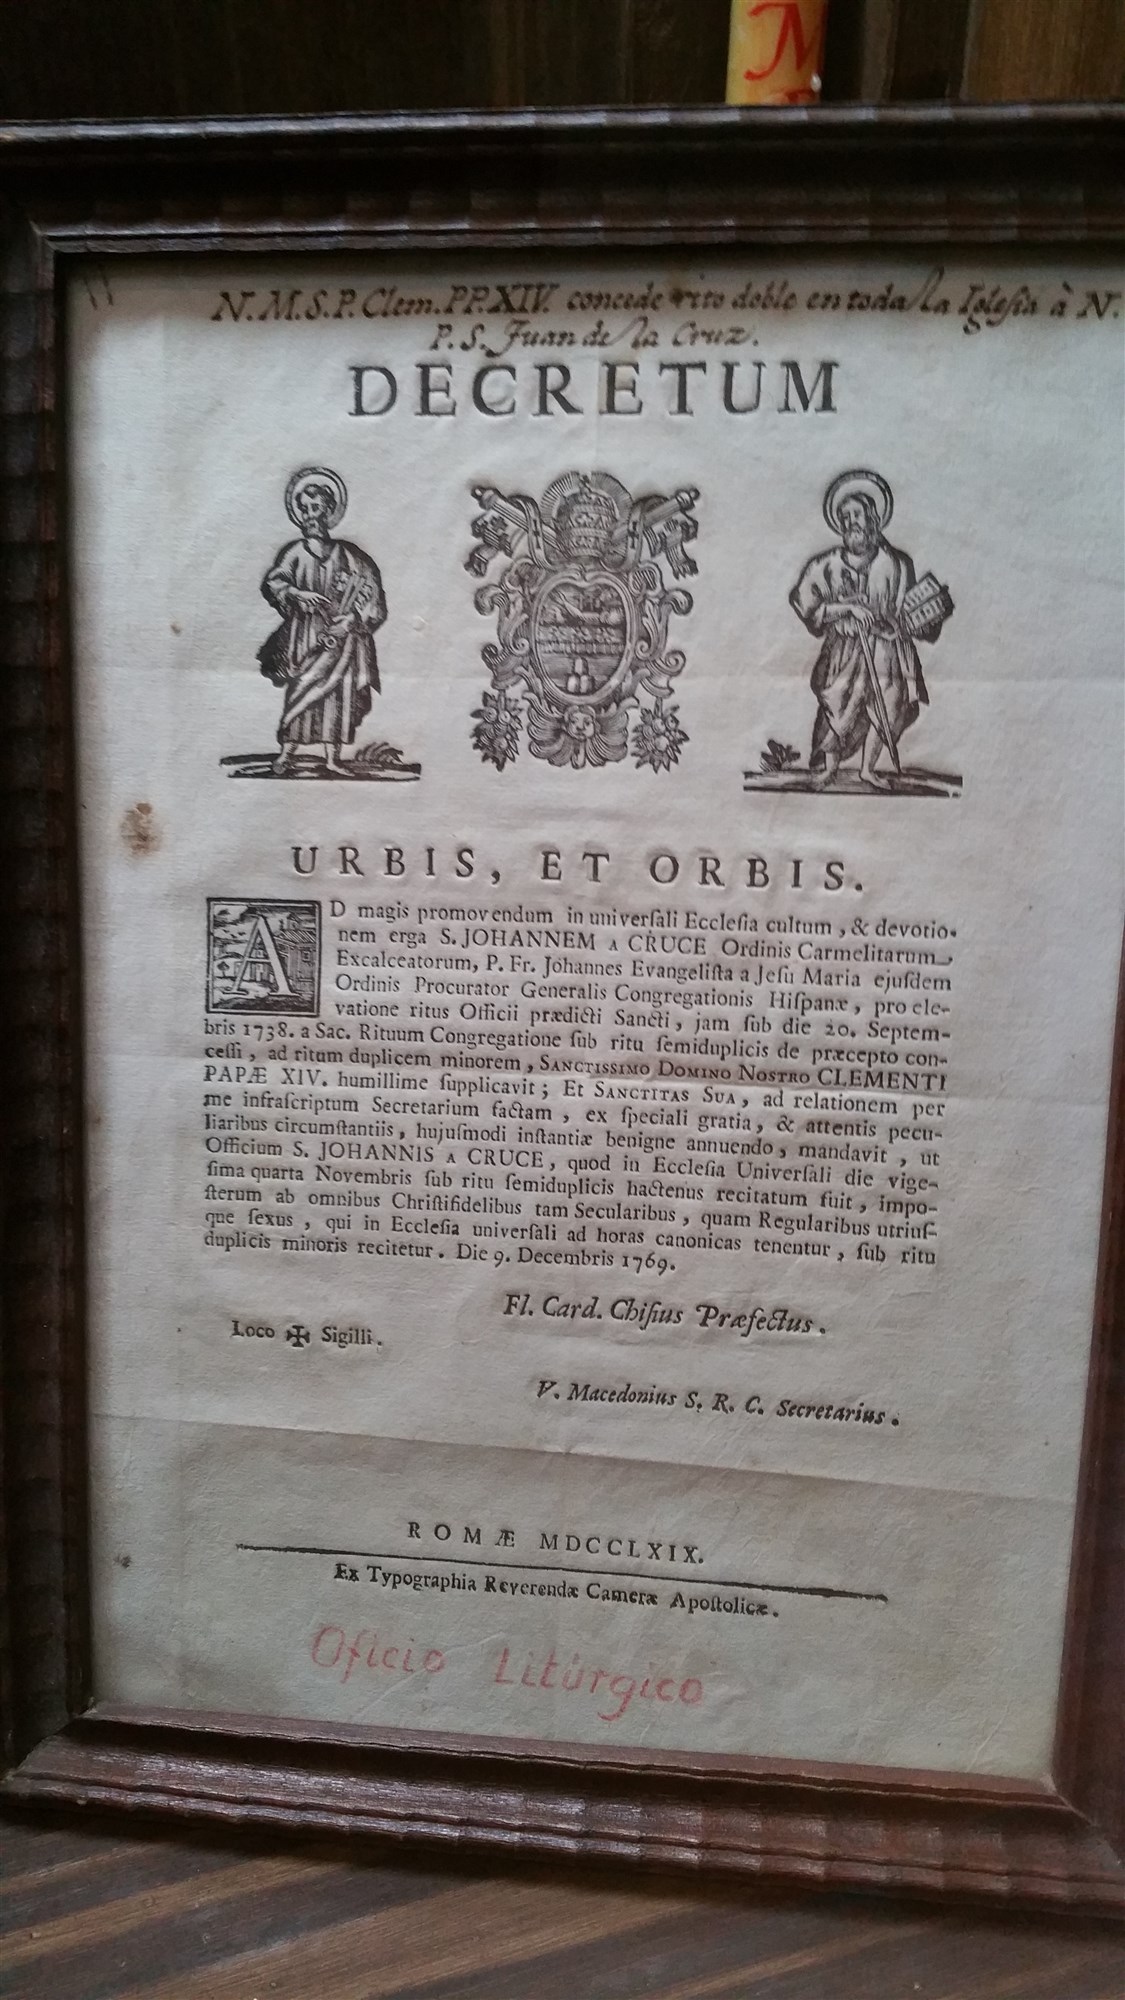 M
N.M.S.P. Clem. PP. XIV. concede rito doble en toda la Iglesia à N.
P. S. Juan de la Cruz.
DECRETUM
URBIS, ET ORBIS.
AD magis promovendum in univerſali Eccleſia cultum, & devotio-
nem erga S. JOHANNEM A CRUCE Ordinis Carmelitarum
Excalceatorum, P. Fr. Johannes Evangeliſta a Jeſu Maria ejuſdem
Ordinis Procurator Generalis Congregationis Hiſpanæ, pro ele-
vatione ritus Officii prædicti Sancti, jam ſub die 20. Septem-
bris 1738. a Sac. Rituum Congregatione ſub ritu ſemiduplicis de præcepto con-
ceſſi, ad ritum duplicem minorem, SANCTISSIMO DOMINO NOSTRO CLEMENTI
PAPÆ XIV. humillime ſupplicavit; Et SANCTITAS SUA, ad relationem per
me infraſcriptum Secretarium factam, ex ſpeciali gratia, & attentis pecu-
liaribus circumſtantiis, hujuſmodi inſtantiæ benigne annuendo, mandavit, ut
Officium S. JOHANNIS A CRUCE, quod in Eccleſia Univerſali die vige-
ſima quarta Novembris ſub ritu ſemiduplicis hactenus recitatum fuit, impo-
ſterum ab omnibus Chriſtifidelibus tam Secularibus, quam Regularibus utriuſ-
que ſexus, qui in Eccleſia univerſali ad horas canonicas tenentur, ſub ritu
duplicis minoris recitetur. Die 9. Decembris 1769.
Fl. Card. Chiſius Præfectus.
Loco ✠ Sigilli.
V. Macedonius S. R. C. Secretarius.
ROMÆ MDCCLXIX.
Ex Typographia Reverendæ Cameræ Apoſtolicæ.
Oficio Litúrgico